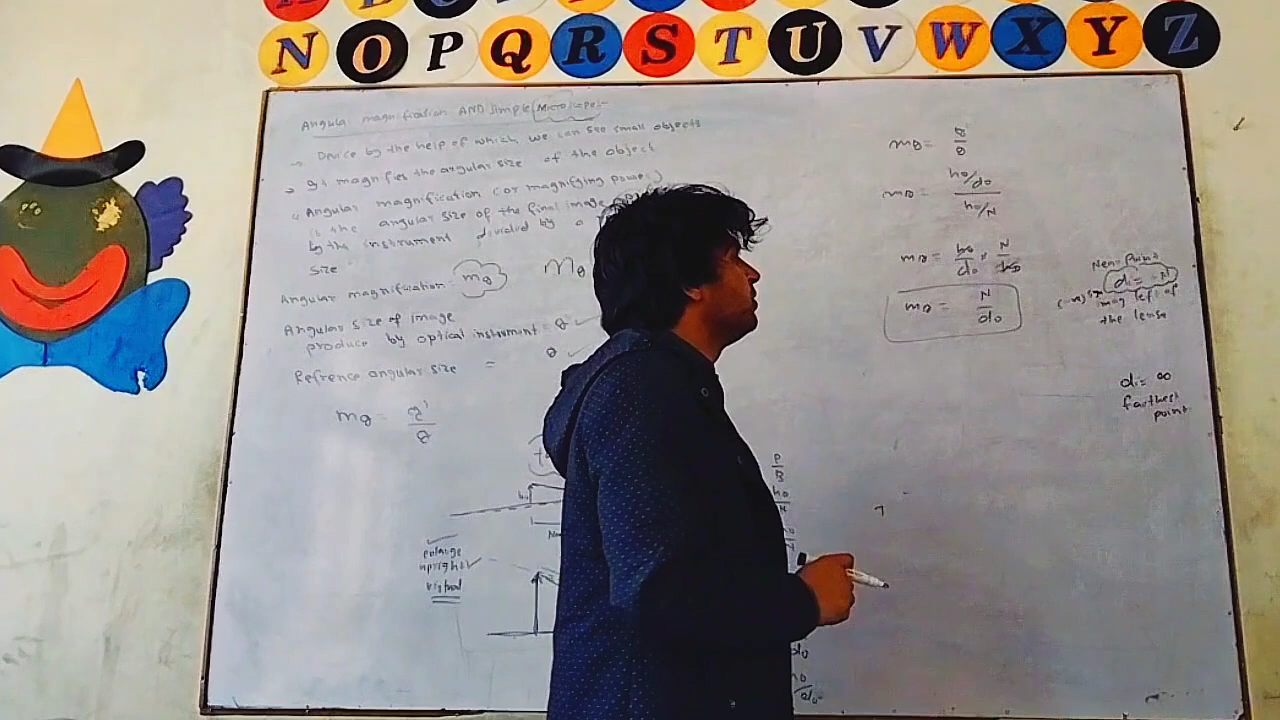 N O P Q R S T U V W X Y Z
Angular magnification AND simple (Microscope:-
→ Device by the help of which we can see small objects
→ gt magnifies the angular size of the object
Angular magnification (or magnifying power)
is the angular size of the final image
by the instrument divided by a
size
Angular magnification = mθ Mθ
Angular size of image
produce by optical instrument = θ' ✓
Refrence angular size = θ ✓
mθ = θ'/θ
enlarge
upright ✓
virtual
mθ = θ'/θ
mθ = (ho/do)/(ho/N)
mθ = ho/do × N/ho
mθ = N/do
Near Point
di = -N
img left of
the lense
di = ∞
farthest
point